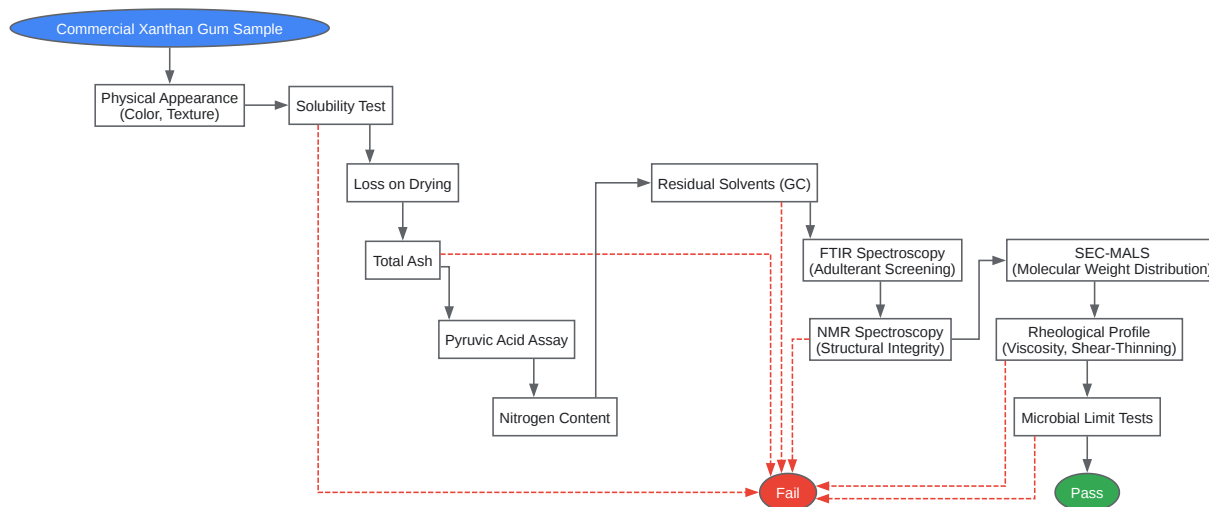 Commercial Xanthan Gum Sample
Physical Appearance
(Color, Texture)
Solubility Test
Loss on Drying
Residual Solvents (GC)
Total Ash
FTIR Spectroscopy
(Adulterant Screening)
SEC-MALS
(Molecular Weight Distribution)
Pyruvic Acid Assay
NMR Spectroscopy
(Structural Integrity)
Rheological Profile
(Viscosity, Shear-Thinning)
Nitrogen Content
Microbial Limit Tests
Fail
Pass